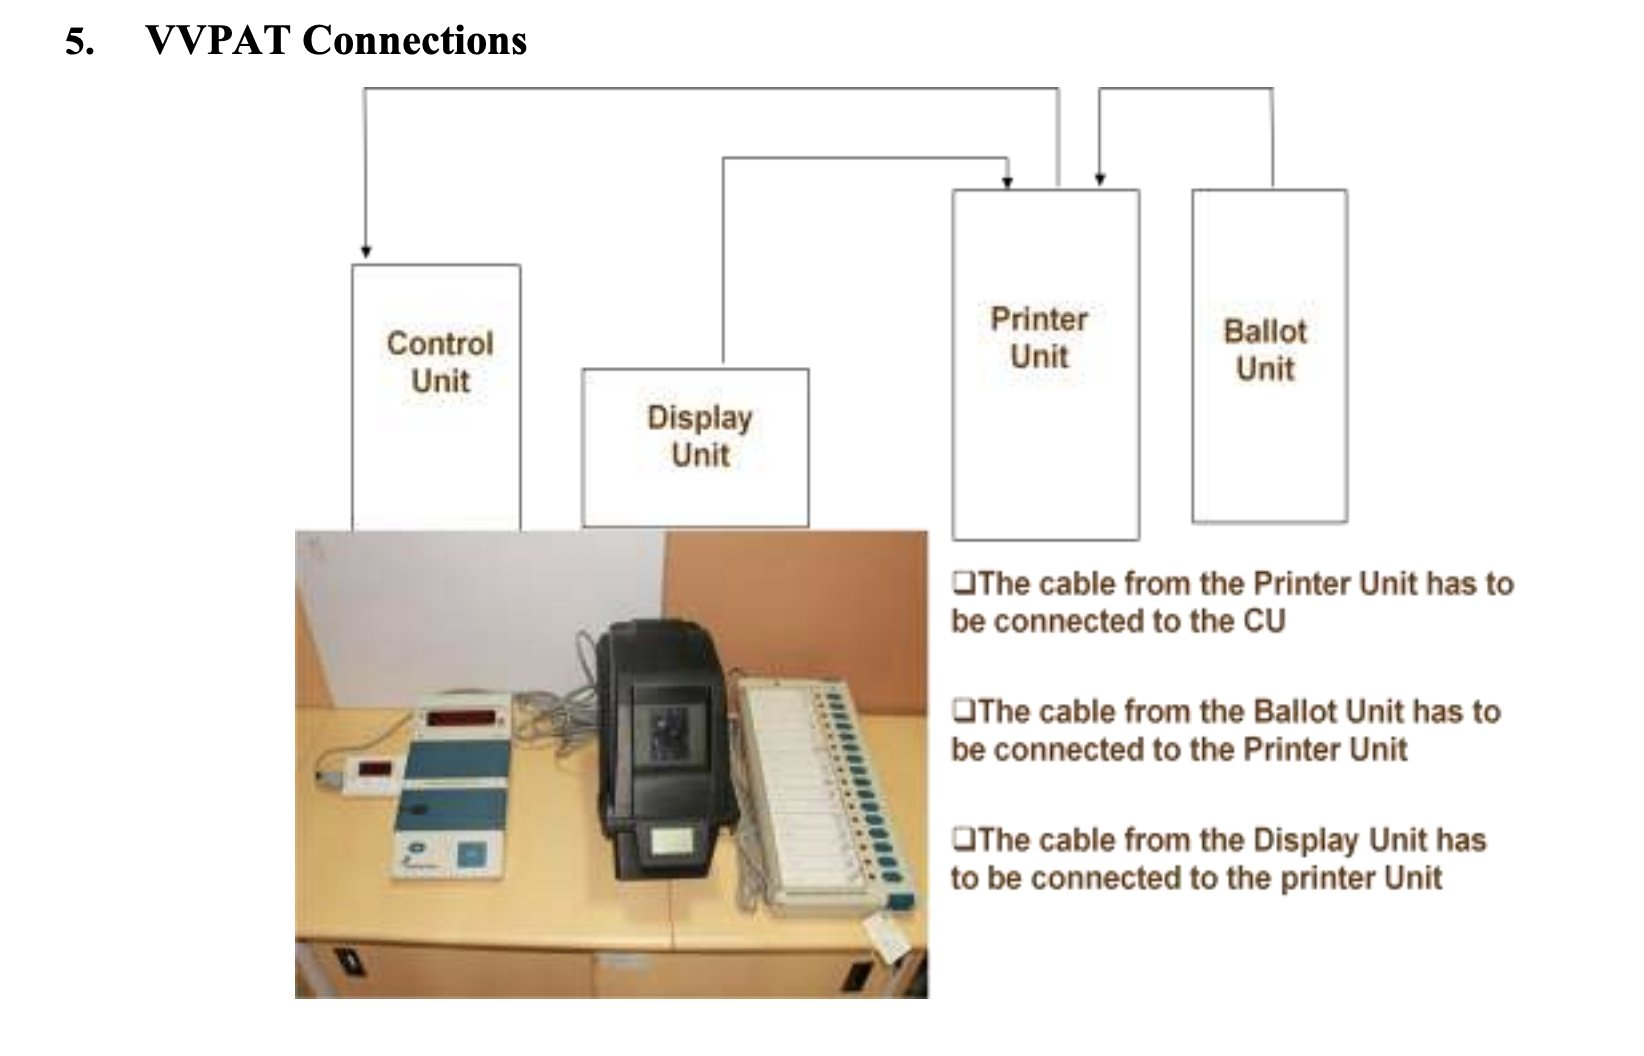 5. VVPAT Connections
Control
Unit
Display
Unit
Printer
Unit
Ballot
Unit
❑The cable from the Printer Unit has to
be connected to the CU
❑The cable from the Ballot Unit has to
be connected to the Printer Unit
❑The cable from the Display Unit has
to be connected to the printer Unit